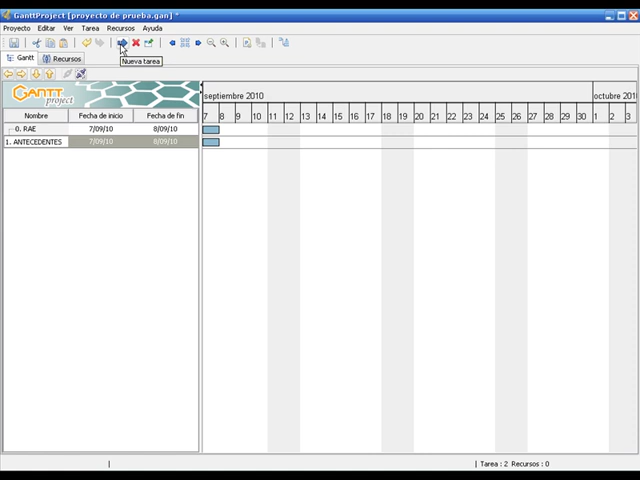 GanttProject [proyecto de prueba.gan] *
Proyecto Editar Ver Tarea Recursos Ayuda
Nueva tarea
Gantt Recursos
GANTT project
septiembre 2010 octubre 201
7 8 9 10 11 12 13 14 15 16 17 18 19 20 21 22 23 24 25 26 27 28 29 30 1 2 3
Nombre Fecha de inicio Fecha de fin
0. RAE 7/09/10 8/09/10
1. ANTECEDENTES 7/09/10 8/09/10
Tarea : 2 Recursos : 0